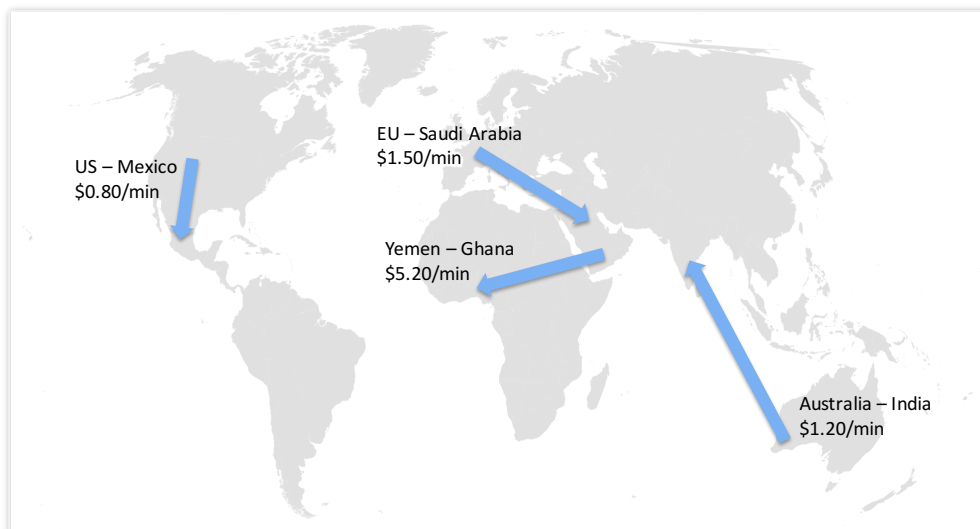 US – Mexico
$0.80/min
EU – Saudi Arabia
$1.50/min
Yemen – Ghana
$5.20/min
Australia – India
$1.20/min